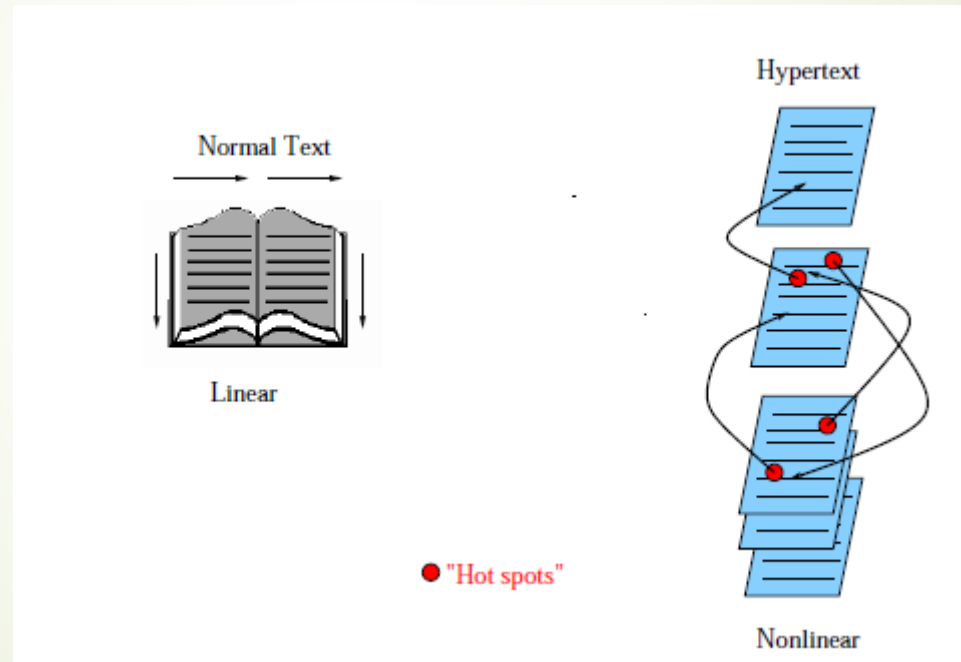 Hypertext
Normal Text
Linear
"Hot spots"
Nonlinear